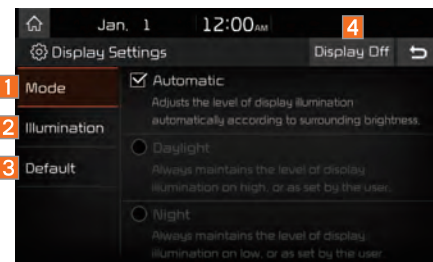 Jan. 1 12:00AM
4
Display Settings Display Off
1 Mode
Automatic
Adjusts the level of display illumination
automatically according to surrounding brightness.
2 Illumination
Daylight
3 Default
Always maintains the level of display
illumination on high, or as set by the user.
Night
Always maintains the level of display
illumination on low, or as set by the user.